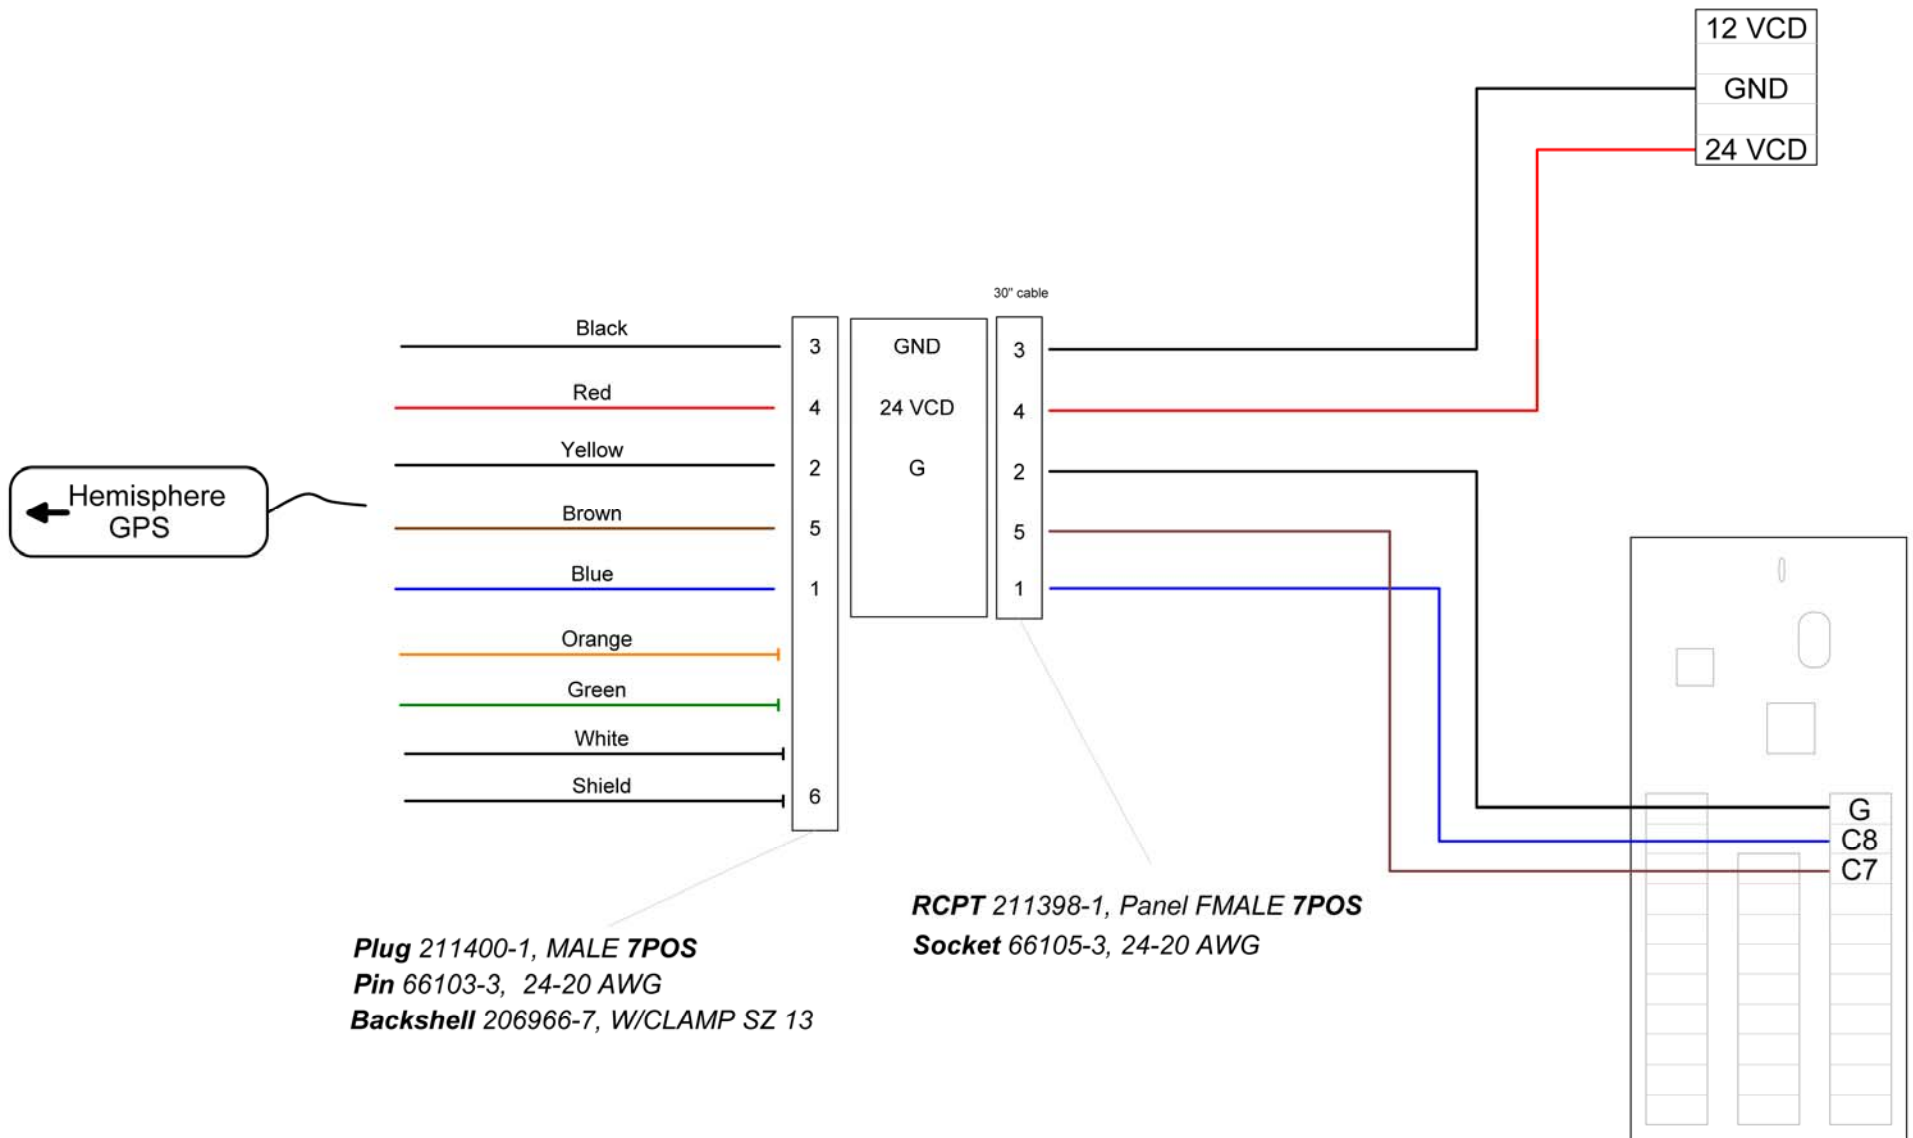 12 VCD
GND
24 VCD
30" cable
Black
3
GND
3
Red
4
24 VCD
4
Yellow
2
G
2
Hemisphere
GPS
Brown
5
5
Blue
1
1
Orange
Green
White
Shield
6
G
C8
C7
RCPT 211398-1, Panel FMALE 7POS
Socket 66105-3, 24-20 AWG
Plug 211400-1, MALE 7POS
Pin 66103-3, 24-20 AWG
Backshell 206966-7, W/CLAMP SZ 13